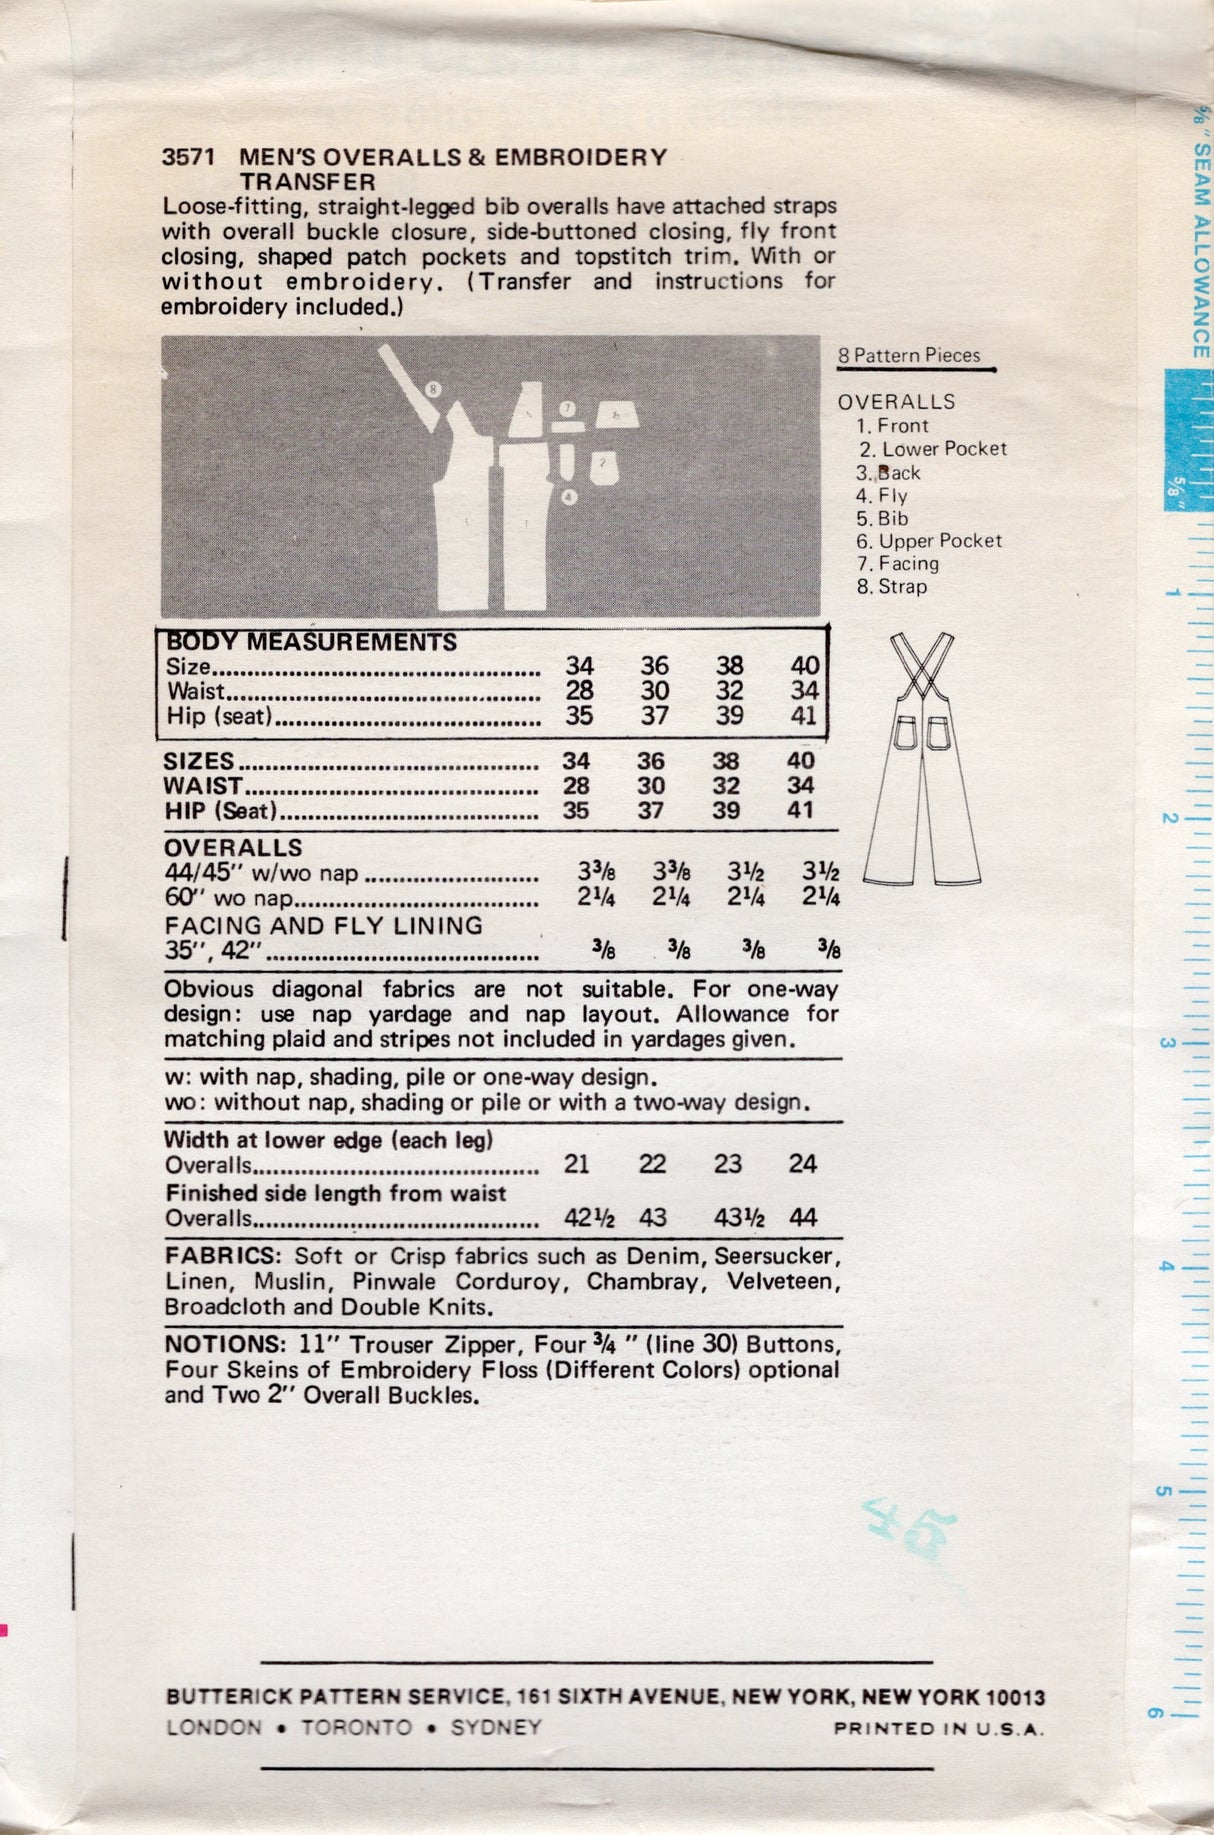 3571 MEN'S OVERALLS & EMBROIDERY
TRANSFER
Loose-fitting, straight-legged bib overalls have attached straps
with overall buckle closure, side-buttoned closing, fly front
closing, shaped patch pockets and topstitch trim. With or
without embroidery. (Transfer and instructions for
embroidery included.)
8
7
6
2
4
8 Pattern Pieces
OVERALLS
1. Front
2. Lower Pocket
3. Back
4. Fly
5. Bib
6. Upper Pocket
7. Facing
8. Strap
BODY MEASUREMENTS
Size........................................ 34 36 38 40
Waist........................................ 28 30 32 34
Hip (seat)........................................ 35 37 39 41
SIZES........................................ 34 36 38 40
WAIST........................................ 28 30 32 34
HIP (Seat)........................................ 35 37 39 41
OVERALLS
44/45" w/wo nap ........................ 3⅜ 3⅜ 3½ 3½
60" wo nap.................................. 2¼ 2¼ 2¼ 2¼
FACING AND FLY LINING
35", 42"...................................... ⅜ ⅜ ⅜ ⅜
Obvious diagonal fabrics are not suitable. For one-way
design: use nap yardage and nap layout. Allowance for
matching plaid and stripes not included in yardages given.
w: with nap, shading, pile or one-way design.
wo: without nap, shading or pile or with a two-way design.
Width at lower edge (each leg)
Overalls........................................ 21 22 23 24
Finished side length from waist
Overalls........................................ 42½ 43 43½ 44
FABRICS: Soft or Crisp fabrics such as Denim, Seersucker,
Linen, Muslin, Pinwale Corduroy, Chambray, Velveteen,
Broadcloth and Double Knits.
NOTIONS: 11" Trouser Zipper, Four ¾ " (line 30) Buttons,
Four Skeins of Embroidery Floss (Different Colors) optional
and Two 2" Overall Buckles.
45
BUTTERICK PATTERN SERVICE, 161 SIXTH AVENUE, NEW YORK, NEW YORK 10013
LONDON • TORONTO • SYDNEY PRINTED IN U.S.A.
⅝" SEAM ALLOWANCE
⅝"
1
2
3
4
5
6